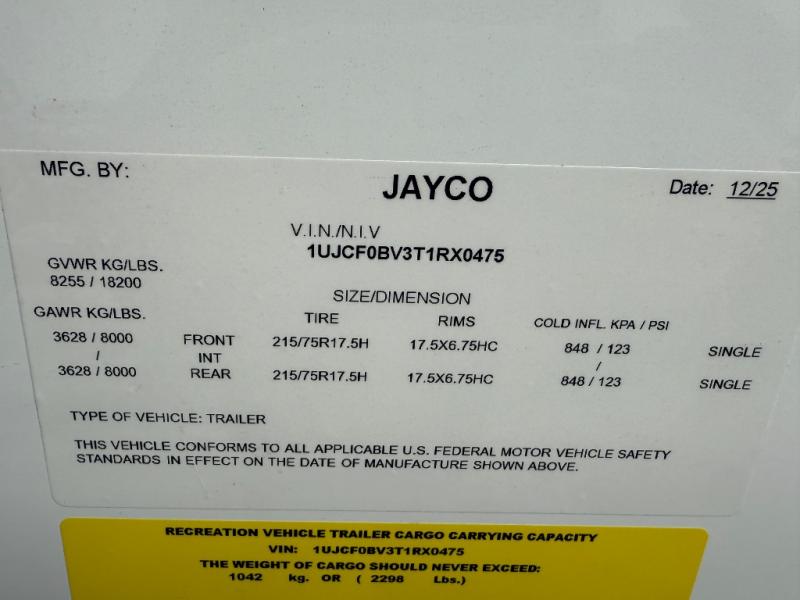 MFG. BY: JAYCO Date: 12/25
V.I.N./N.I.V
1UJCF0BV3T1RX0475
GVWR KG/LBS.
8255 / 18200
SIZE/DIMENSION
GAWR KG/LBS. TIRE RIMS COLD INFL. KPA / PSI
3628 / 8000 FRONT 215/75R17.5H 17.5X6.75HC 848 / 123 SINGLE
/ INT /
3628 / 8000 REAR 215/75R17.5H 17.5X6.75HC 848 / 123 SINGLE
TYPE OF VEHICLE: TRAILER
THIS VEHICLE CONFORMS TO ALL APPLICABLE U.S. FEDERAL MOTOR VEHICLE SAFETY
STANDARDS IN EFFECT ON THE DATE OF MANUFACTURE SHOWN ABOVE.
RECREATION VEHICLE TRAILER CARGO CARRYING CAPACITY
VIN: 1UJCF0BV3T1RX0475
THE WEIGHT OF CARGO SHOULD NEVER EXCEED:
1042 kg. OR ( 2298 Lbs.)